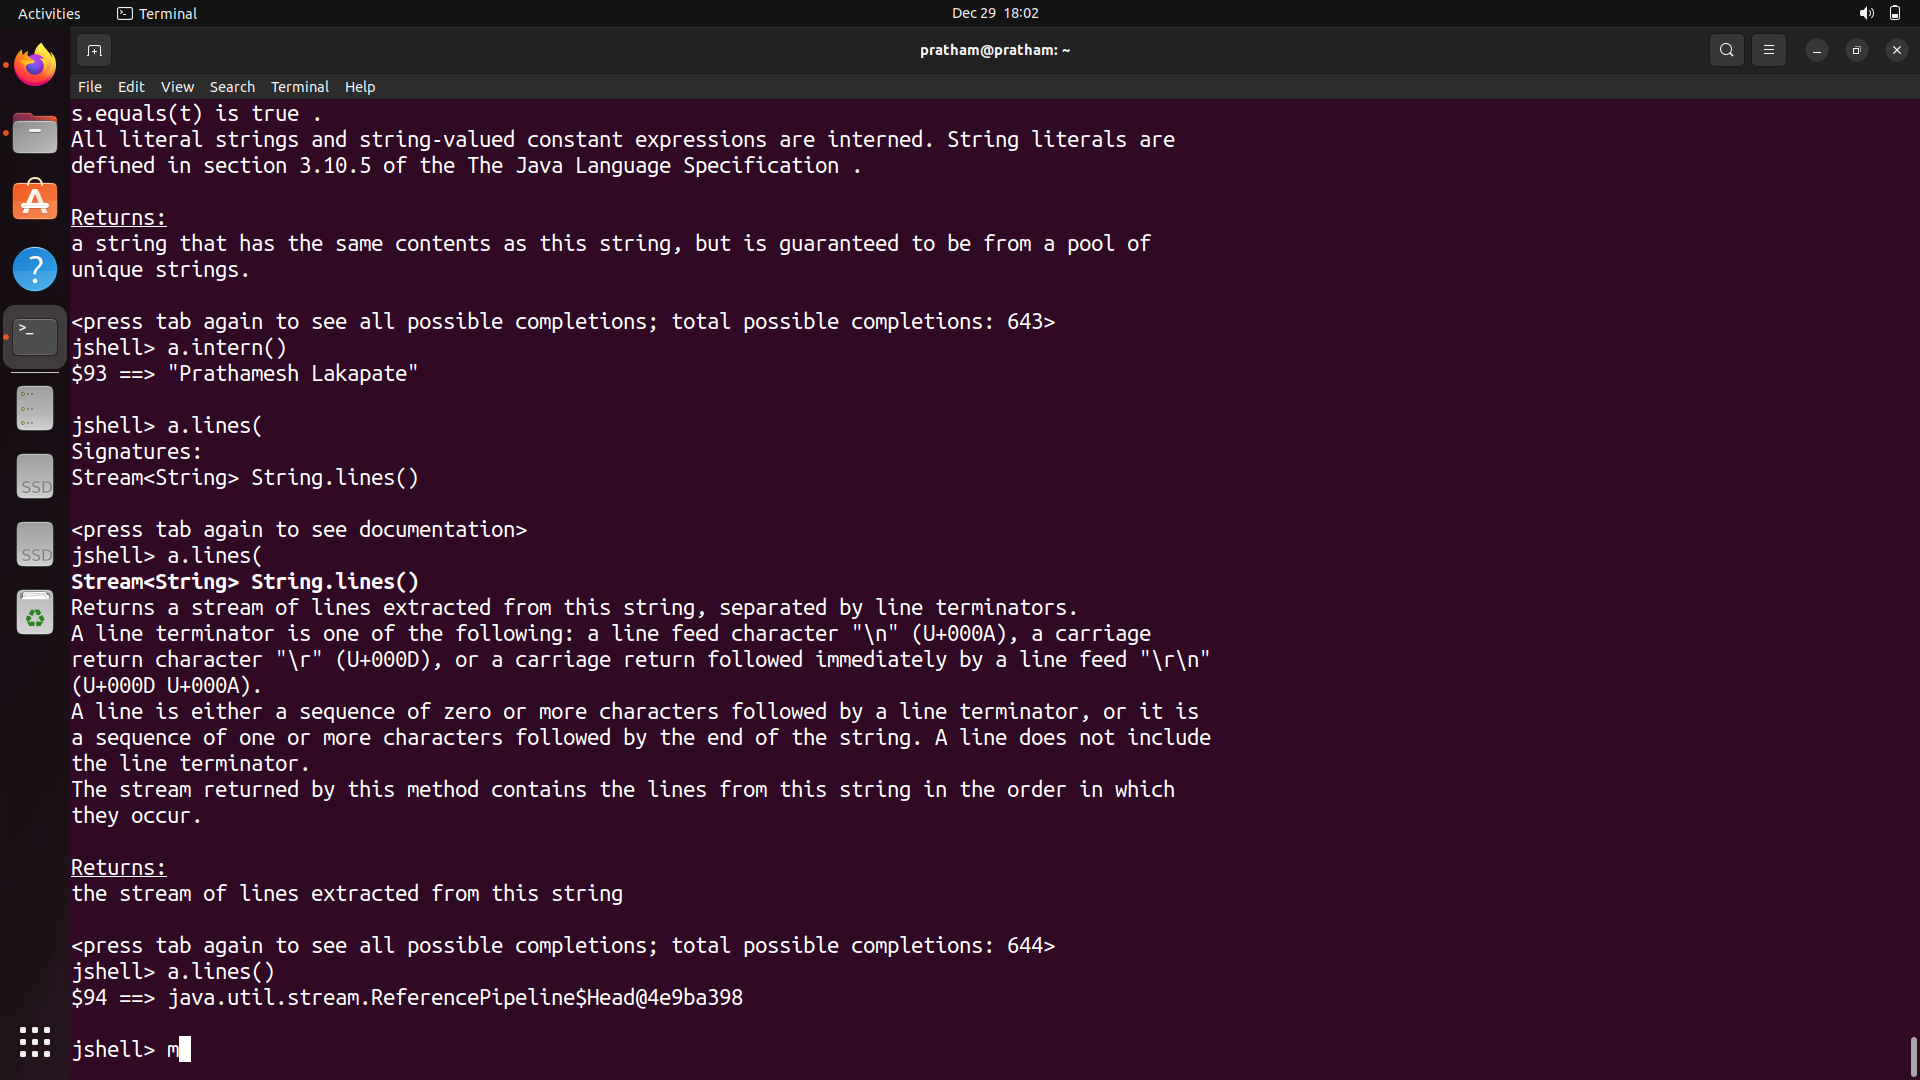 Activities
Terminal
Dec 29 18:02
pratham@pratham: ~
File Edit View Search Terminal Help
s.equals(t) is true .
All literal strings and string-valued constant expressions are interned. String literals are
defined in section 3.10.5 of the The Java Language Specification .
Returns:
a string that has the same contents as this string, but is guaranteed to be from a pool of
unique strings.
<press tab again to see all possible completions; total possible completions: 643>
jshell> a.intern()
$93 ==> "Prathamesh Lakapate"
jshell> a.lines(
Signatures:
Stream<String> String.lines()
<press tab again to see documentation>
jshell> a.lines(
Stream<String> String.lines()
Returns a stream of lines extracted from this string, separated by line terminators.
A line terminator is one of the following: a line feed character "\n" (U+000A), a carriage
return character "\r" (U+000D), or a carriage return followed immediately by a line feed "\r\n"
(U+000D U+000A).
A line is either a sequence of zero or more characters followed by a line terminator, or it is
a sequence of one or more characters followed by the end of the string. A line does not include
the line terminator.
The stream returned by this method contains the lines from this string in the order in which
they occur.
Returns:
the stream of lines extracted from this string
<press tab again to see all possible completions; total possible completions: 644>
jshell> a.lines()
$94 ==> java.util.stream.ReferencePipeline$Head@4e9ba398
jshell> m
SSD
SSD